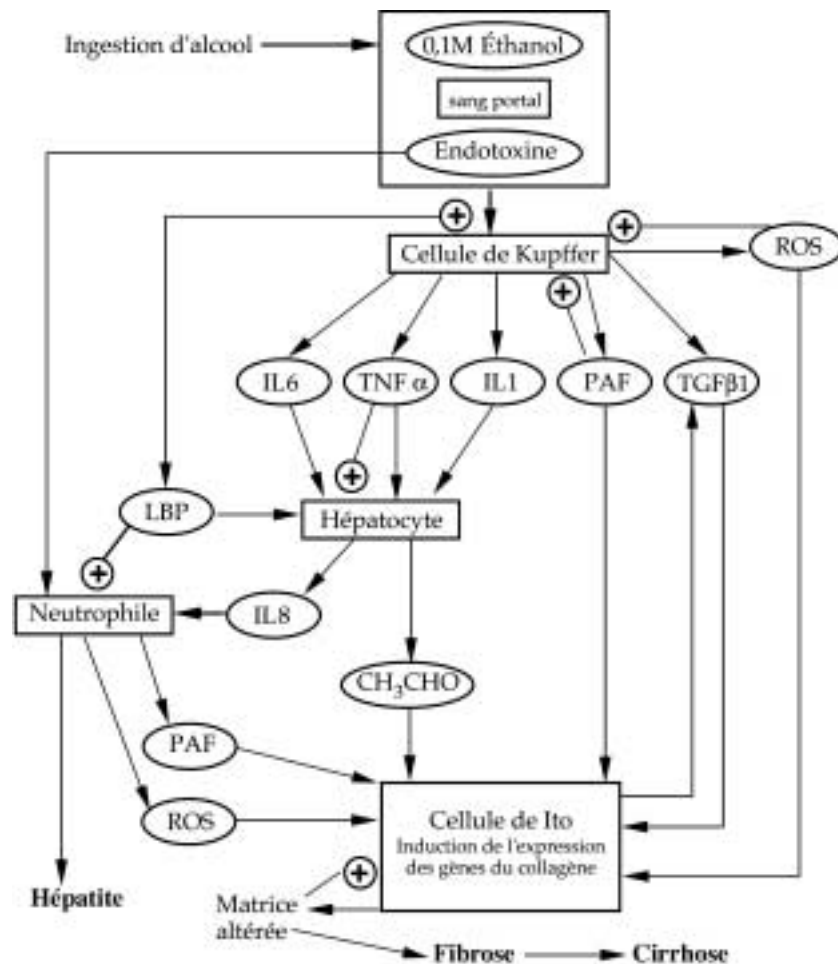 Ingestion d'alcool
0,1M Éthanol
sang portal
Endotoxine
+
+
Cellule de Kupffer
ROS
+
IL6
TNF α
IL1
PAF
TGFβ1
+
LBP
Hépatocyte
+
Neutrophile
IL8
CH3CHO
PAF
ROS
Cellule de Ito
Induction de l'expression
des gènes du collagène
+
Hépatite
Matrice
altérée
Fibrose
Cirrhose